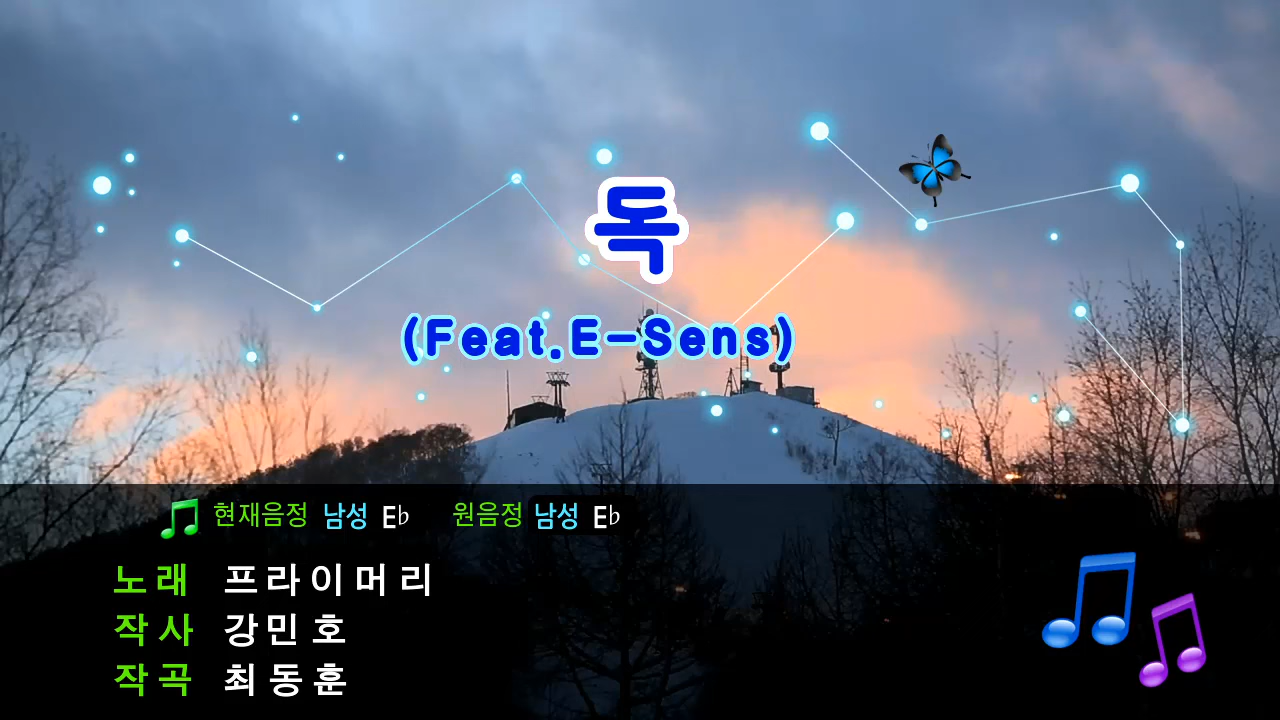 독
(Feat.E-Sens)
현재음정 남성 E♭ 원음정 남성 E♭
노래 프라이머리
작사 강민호
작곡 최동훈